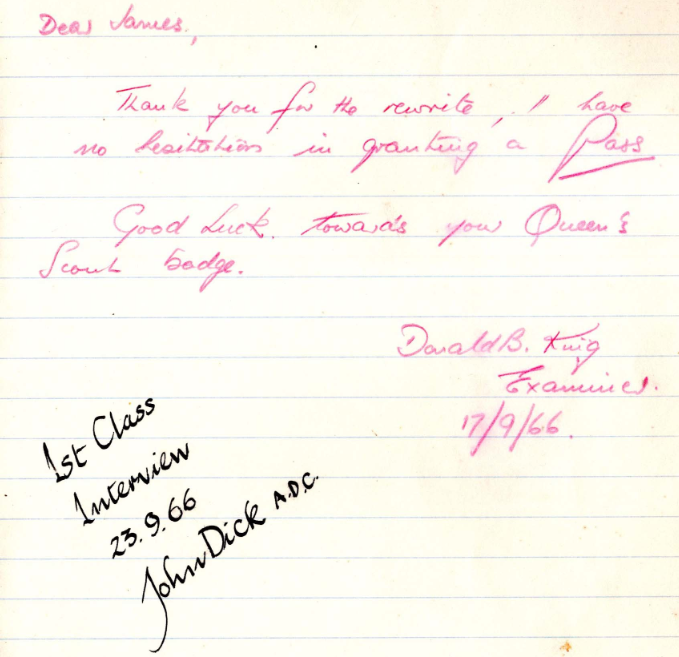 Dear James,
Thank you for the rewrite, I have
no hesitation in granting a Pass
Good Luck. towards your Queen's
Scout badge.
Donald B. King
Examiner.
17/9/66.
1st Class
Interview
23.9.66
John Dick A.D.C.